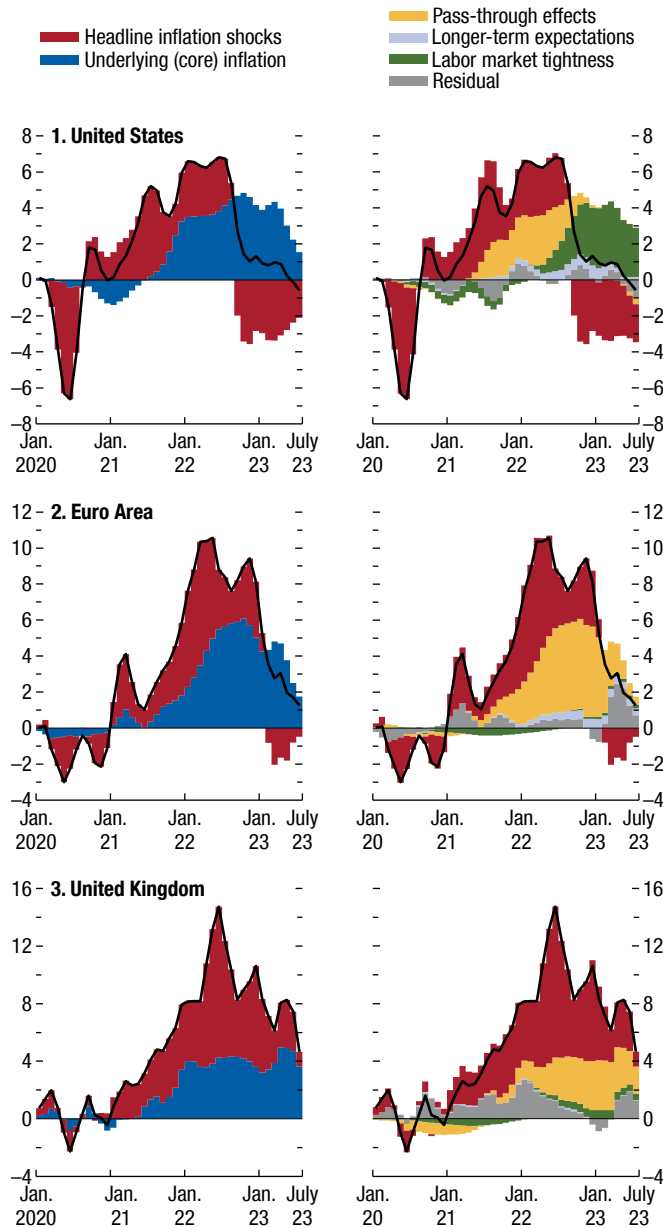 Headline inflation shocks
Underlying (core) inflation
Pass-through effects
Longer-term expectations
Labor market tightness
Residual
1. United States
8
6
4
2
0
–2
–4
–6
–8
Jan.
2020
Jan.
21
Jan.
22
Jan.
23
July
23
8
6
4
2
0
–2
–4
–6
–8
Jan.
20
Jan.
21
Jan.
22
Jan.
23
July
23
2. Euro Area
12
10
8
6
4
2
0
–2
–4
Jan.
2020
Jan.
21
Jan.
22
Jan.
23
July
23
12
10
8
6
4
2
0
–2
–4
Jan.
20
Jan.
21
Jan.
22
Jan.
23
July
23
3. United Kingdom
16
12
8
4
0
–4
Jan.
2020
Jan.
21
Jan.
22
Jan.
23
July
23
16
12
8
4
0
–4
Jan.
20
Jan.
21
Jan.
22
Jan.
23
July
23